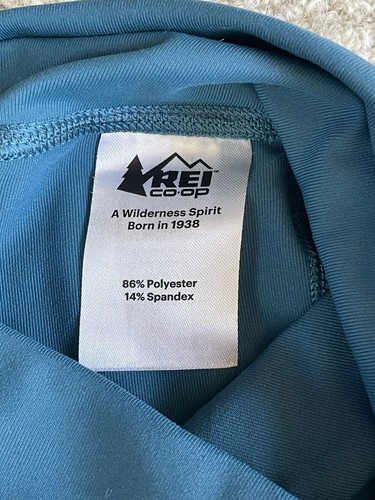 REI
CO·OP
A Wilderness Spirit
Born in 1938
86% Polyester
14% Spandex